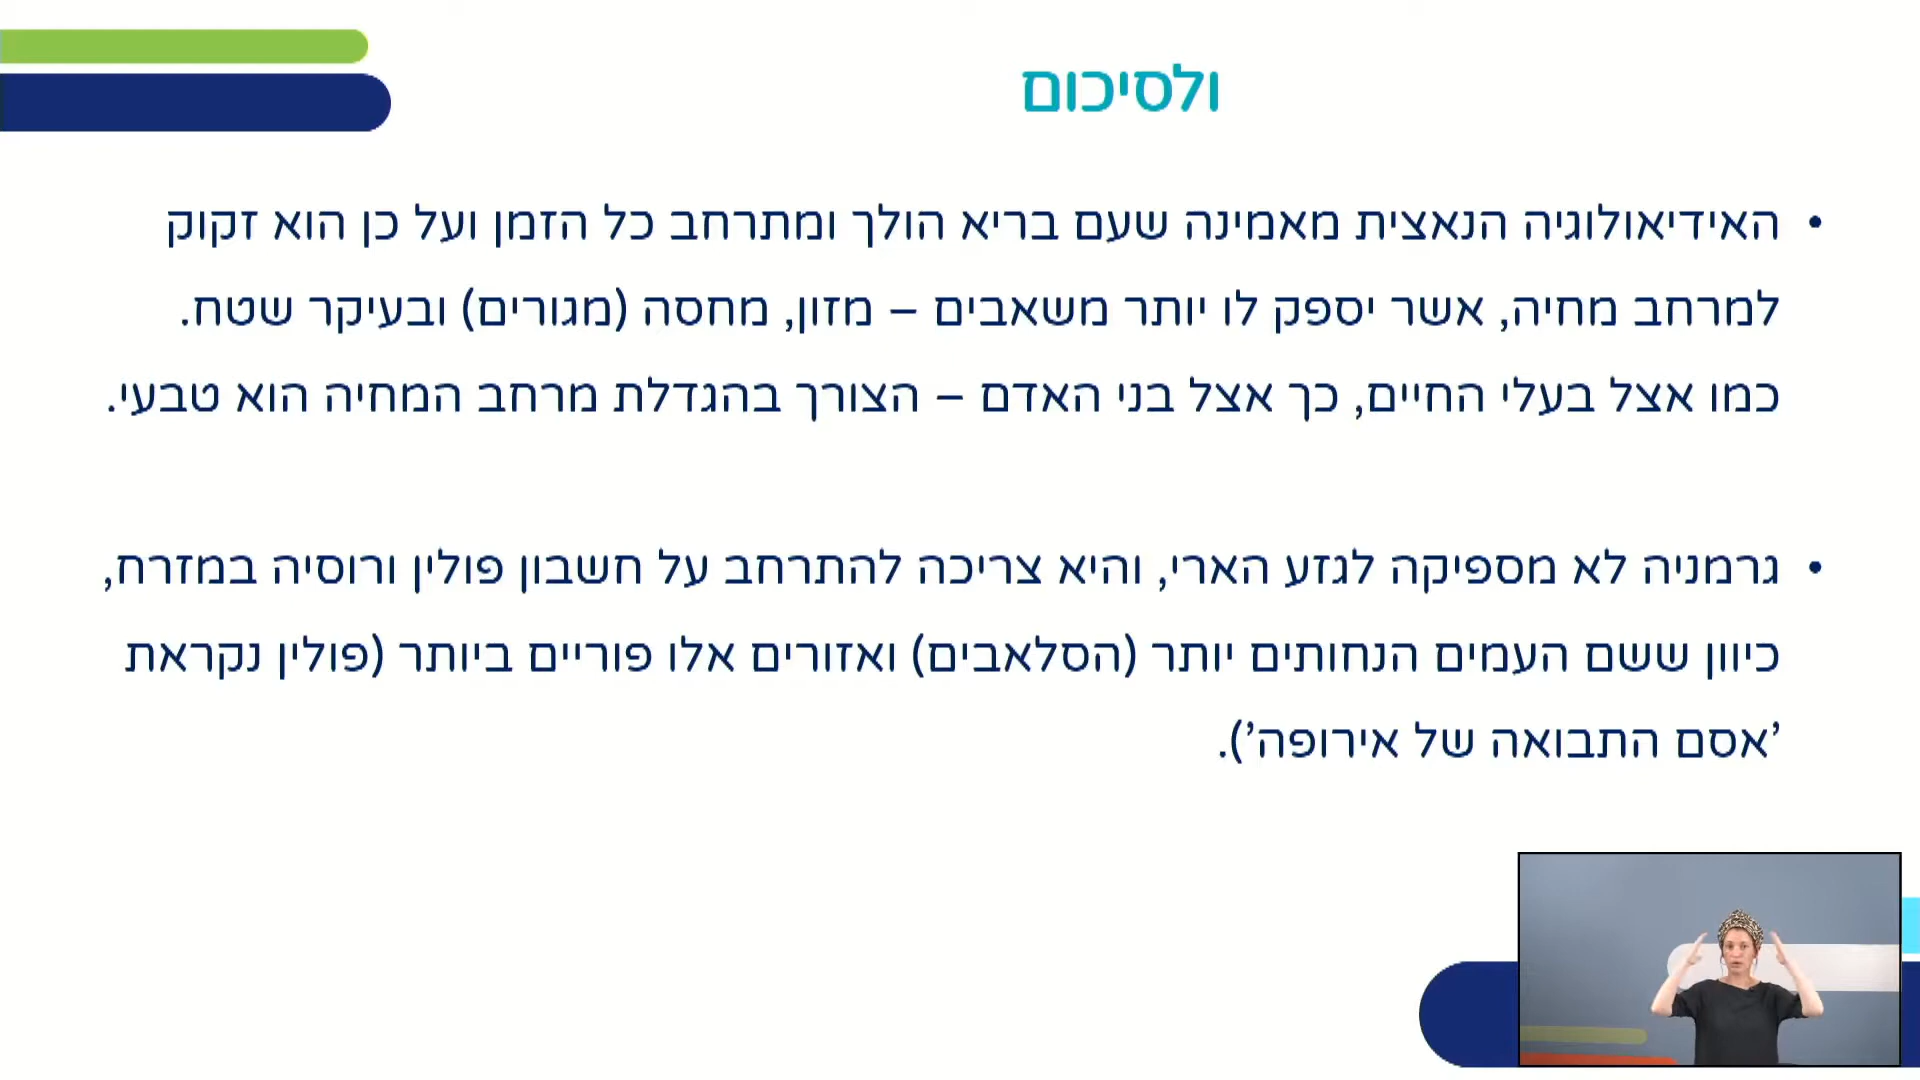 ולסיכום
• האידיאולוגיה הנאצית מאמינה שעם בריא הולך ומתרחב כל הזמן ועל כן הוא זקוק
למרחב מחיה, אשר יספק לו יותר משאבים – מזון, מחסה (מגורים) ובעיקר שטח.
כמו אצל בעלי החיים, כך אצל בני האדם – הצורך בהגדלת מרחב המחיה הוא טבעי.
• גרמניה לא מספיקה לגזע הארי, והיא צריכה להתרחב על חשבון פולין ורוסיה במזרח,
כיוון ששם העמים הנחותים יותר (הסלאבים) ואזורים אלו פוריים ביותר (פולין נקראת
'אסם התבואה של אירופה').